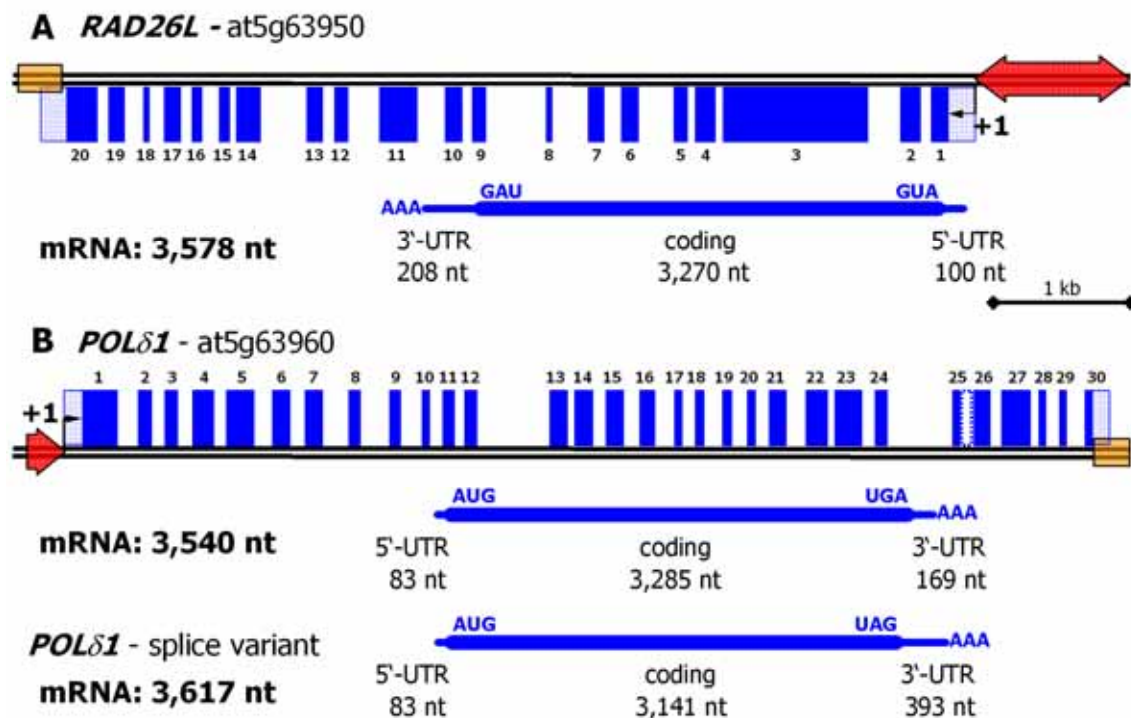 A RAD26L - at5g63950
+1
20 19 18 17 16 15 14 13 12 11 10 9 8 7 6 5 4 3 2 1
GAU GUA
AAA
mRNA: 3,578 nt
3'-UTR coding 5'-UTR
208 nt 3,270 nt 100 nt
1 kb
B POLδ1 - at5g63960
1 2 3 4 5 6 7 8 9 10 11 12 13 14 15 16 17 18 19 20 21 22 23 24 25 26 27 28 29 30
+1
AUG UGA
AAA
mRNA: 3,540 nt
5'-UTR coding 3'-UTR
83 nt 3,285 nt 169 nt
AUG UAG
AAA
POLδ1 - splice variant
mRNA: 3,617 nt
5'-UTR coding 3'-UTR
83 nt 3,141 nt 393 nt